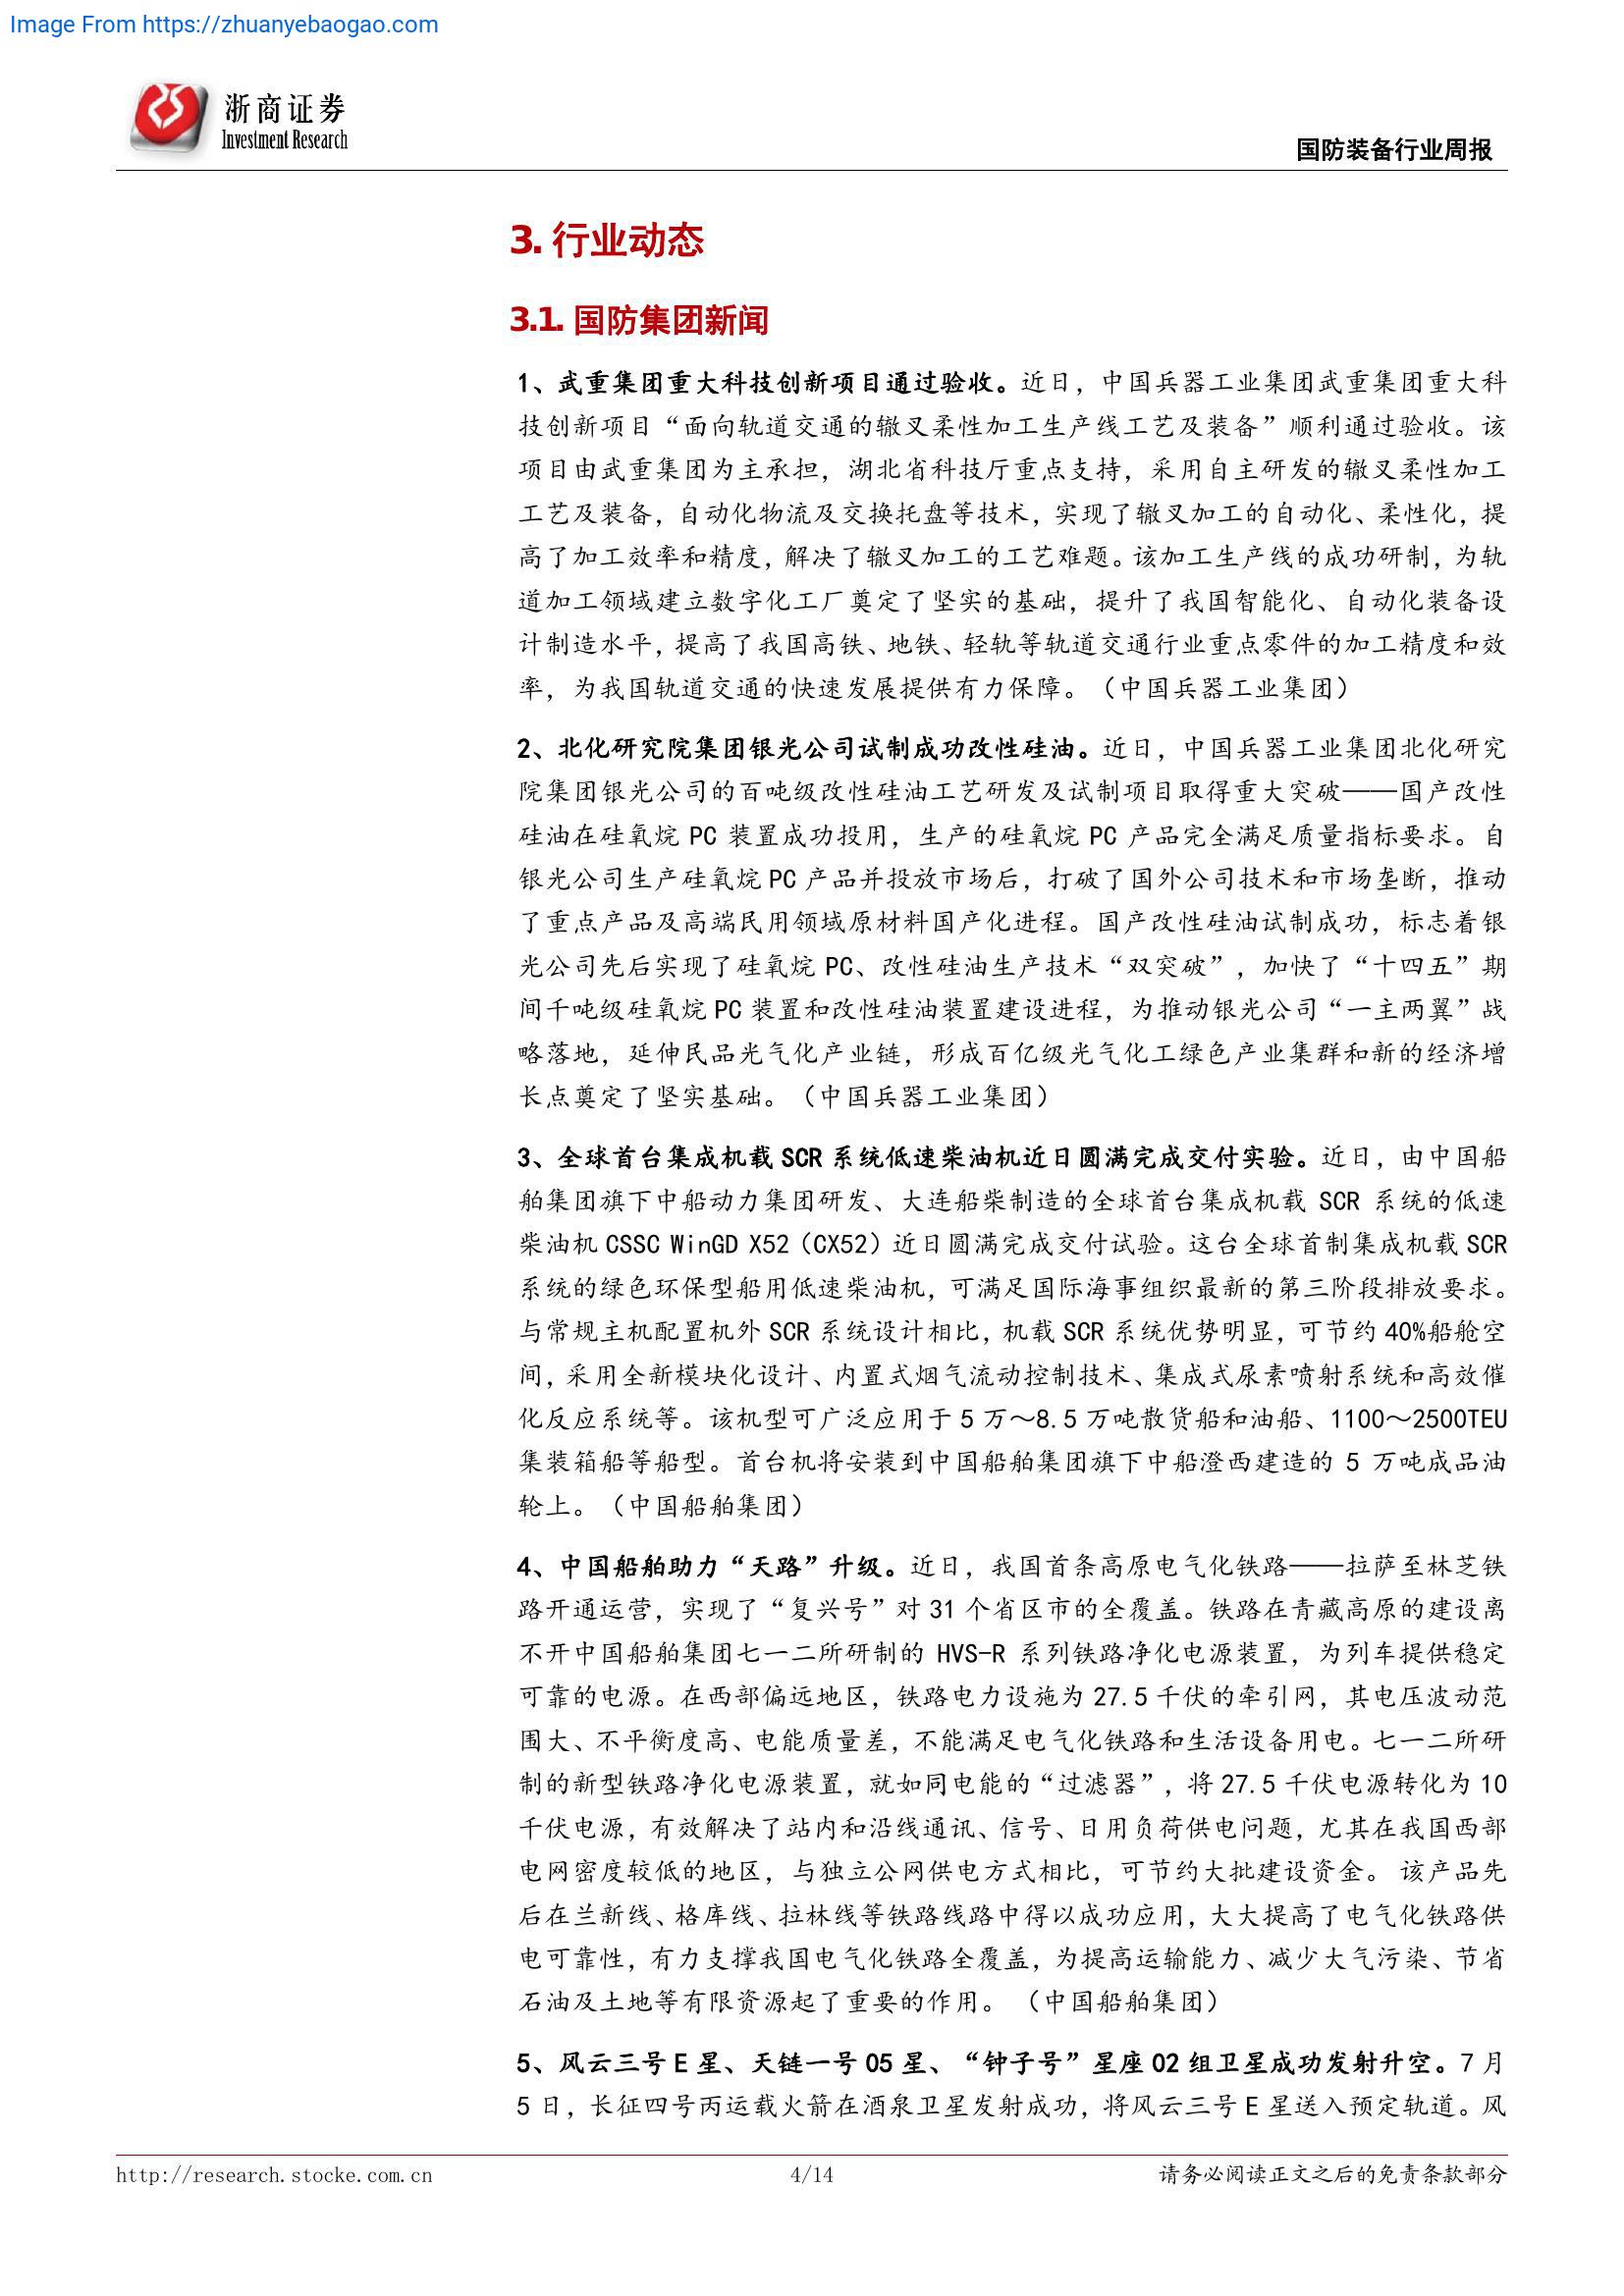 Image From https://zhuanyebaogao.com
浙商证券
Investment Research
国防装备行业周报
3. 行业动态
3.1. 国防集团新闻
1、武重集团重大科技创新项目通过验收。近日，中国兵器工业集团武重集团重大科
技创新项目“面向轨道交通的辙叉柔性加工生产线工艺及装备”顺利通过验收。该
项目由武重集团为主承担，湖北省科技厅重点支持，采用自主研发的辙叉柔性加工
工艺及装备，自动化物流及交换托盘等技术，实现了辙叉加工的自动化、柔性化，提
高了加工效率和精度，解决了辙叉加工的工艺难题。该加工生产线的成功研制，为轨
道加工领域建立数字化工厂奠定了坚实的基础，提升了我国智能化、自动化装备设
计制造水平，提高了我国高铁、地铁、轻轨等轨道交通行业重点零件的加工精度和效
率，为我国轨道交通的快速发展提供有力保障。（中国兵器工业集团）
2、北化研究院集团银光公司试制成功改性硅油。近日，中国兵器工业集团北化研究
院集团银光公司的百吨级改性硅油工艺研发及试制项目取得重大突破——国产改性
硅油在硅氧烷 PC 装置成功投用，生产的硅氧烷 PC 产品完全满足质量指标要求。自
银光公司生产硅氧烷 PC 产品并投放市场后，打破了国外公司技术和市场垄断，推动
了重点产品及高端民用领域原材料国产化进程。国产改性硅油试制成功，标志着银
光公司先后实现了硅氧烷 PC、改性硅油生产技术“双突破”，加快了“十四五”期
间千吨级硅氧烷 PC 装置和改性硅油装置建设进程，为推动银光公司“一主两翼”战
略落地，延伸民品光气化产业链，形成百亿级光气化工绿色产业集群和新的经济增
长点奠定了坚实基础。（中国兵器工业集团）
3、全球首台集成机载 SCR 系统低速柴油机近日圆满完成交付实验。近日，由中国船
舶集团旗下中船动力集团研发、大连船柴制造的全球首台集成机载 SCR 系统的低速
柴油机 CSSC WinGD X52（CX52）近日圆满完成交付试验。这台全球首制集成机载 SCR
系统的绿色环保型船用低速柴油机，可满足国际海事组织最新的第三阶段排放要求。
与常规主机配置机外 SCR 系统设计相比，机载 SCR 系统优势明显，可节约 40%船舱空
间，采用全新模块化设计、内置式烟气流动控制技术、集成式尿素喷射系统和高效催
化反应系统等。该机型可广泛应用于 5 万～8.5 万吨散货船和油船、1100～2500TEU
集装箱船等船型。首台机将安装到中国船舶集团旗下中船澄西建造的 5 万吨成品油
轮上。（中国船舶集团）
4、中国船舶助力“天路”升级。近日，我国首条高原电气化铁路——拉萨至林芝铁
路开通运营，实现了“复兴号”对 31 个省区市的全覆盖。铁路在青藏高原的建设离
不开中国船舶集团七一二所研制的 HVS-R 系列铁路净化电源装置，为列车提供稳定
可靠的电源。在西部偏远地区，铁路电力设施为 27.5 千伏的牵引网，其电压波动范
围大、不平衡度高、电能质量差，不能满足电气化铁路和生活设备用电。七一二所研
制的新型铁路净化电源装置，就如同电能的“过滤器”，将 27.5 千伏电源转化为 10
千伏电源，有效解决了站内和沿线通讯、信号、日用负荷供电问题，尤其在我国西部
电网密度较低的地区，与独立公网供电方式相比，可节约大批建设资金。 该产品先
后在兰新线、格库线、拉林线等铁路线路中得以成功应用，大大提高了电气化铁路供
电可靠性，有力支撑我国电气化铁路全覆盖，为提高运输能力、减少大气污染、节省
石油及土地等有限资源起了重要的作用。 （中国船舶集团）
5、风云三号 E 星、天链一号 05 星、“钟子号”星座 02 组卫星成功发射升空。7 月
5 日，长征四号丙运载火箭在酒泉卫星发射成功，将风云三号 E 星送入预定轨道。风
http://research.stocke.com.cn
4/14
请务必阅读正文之后的免责条款部分